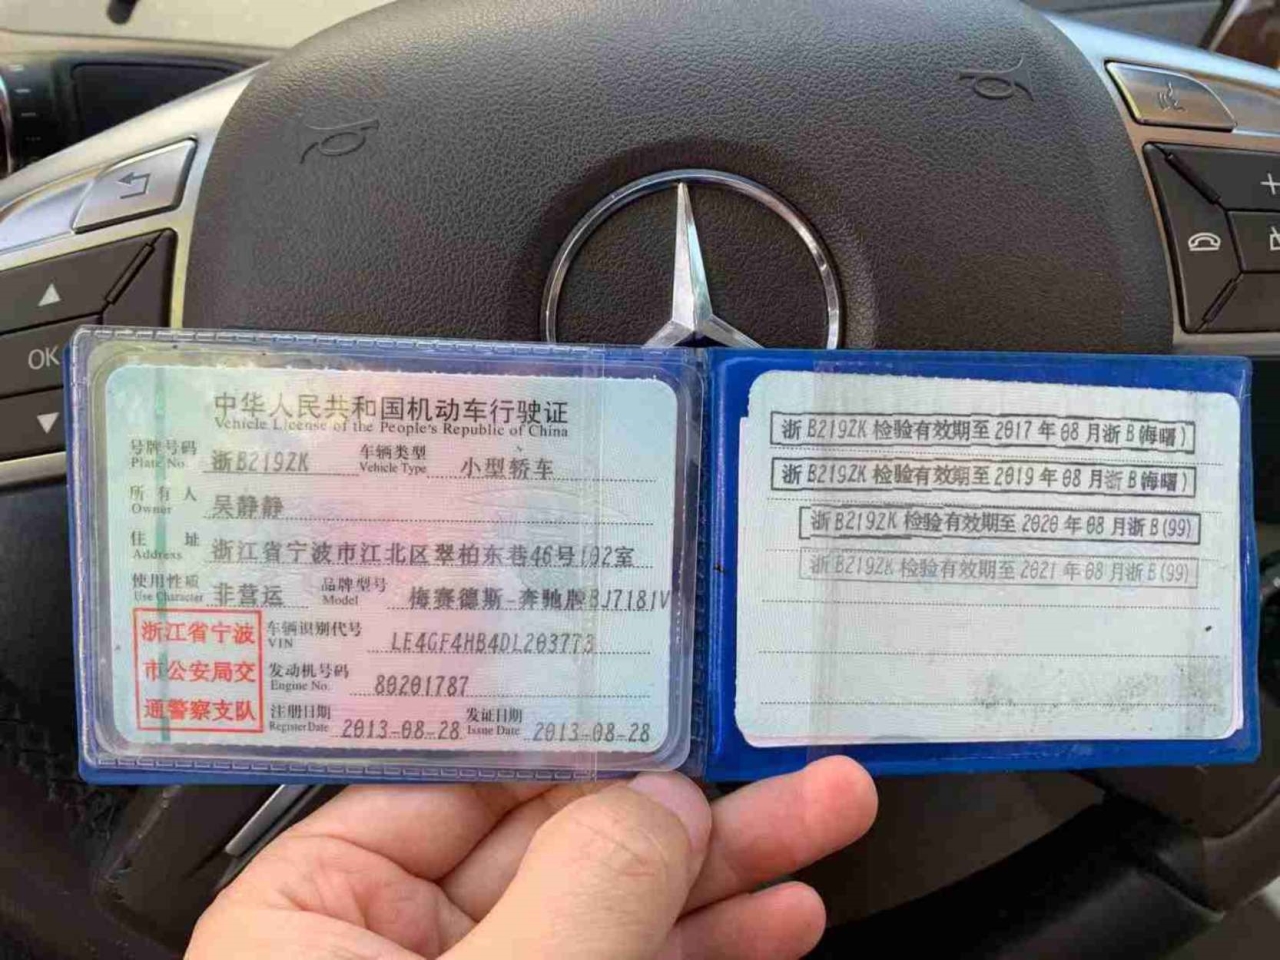 OK
中华人民共和国机动车行驶证
Vehicle License of the People's Republic of China
号牌号码 浙B219ZK 车辆类型 小型轿车
Plate No. Vehicle Type
所有人 吴静静
Owner
住址 浙江省宁波市江北区翠柏东巷46号102室
Address
使用性质 非营运 品牌型号 梅赛德斯-奔驰牌BJ7181V
Use Character Model
浙江省宁波
市公安局交
通警察支队
车辆识别代号 LE4GF4HB4DL203773
VIN
发动机号码 80201787
Engine No.
注册日期 2013-08-28 发证日期 2013-08-28
Register Date Issue Date
浙B219ZK检验有效期至2017年08月浙B(海曙)
浙B219ZK检验有效期至2019年08月浙B(海曙)
浙B219ZK检验有效期至2020年08月浙B(99)
浙B219ZK检验有效期至2021年08月浙B(99)